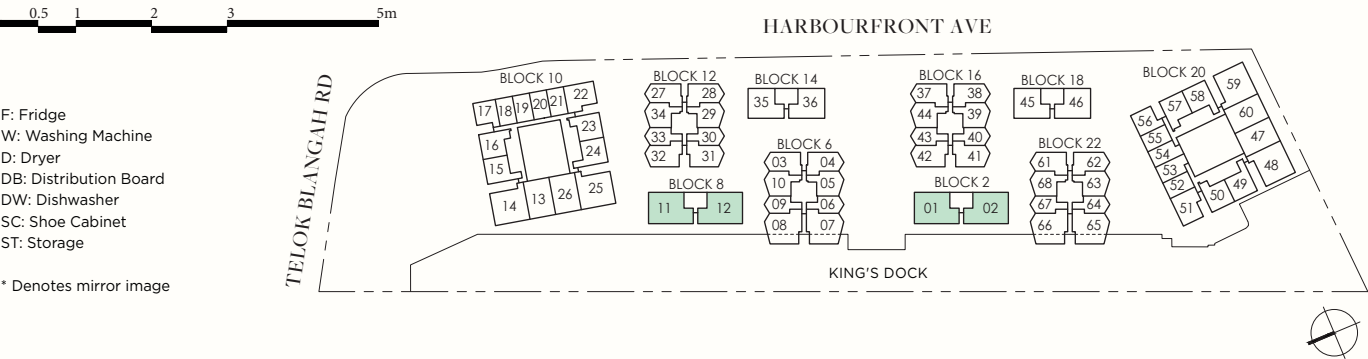 0.5 1 2 3 5m
HARBOURFRONT AVE
TELOK BLANGAH RD
F: Fridge
W: Washing Machine
D: Dryer
DB: Distribution Board
DW: Dishwasher
SC: Shoe Cabinet
ST: Storage
* Denotes mirror image
BLOCK 10
17 18 19 20 21 22
16 23
15 24
14 13 26 25
BLOCK 12
27 28
34 29
33 30
32 31
BLOCK 14
35 36
BLOCK 8
11 12
BLOCK 6
03 04
10 05
09 06
08 07
BLOCK 16
37 38
44 39
43 40
42 41
BLOCK 18
45 46
BLOCK 2
01 02
BLOCK 22
61 62
68 63
67 64
66 65
BLOCK 20
59
58
57
56 60
55 47
54
53 48
52 49
51 50
KING'S DOCK